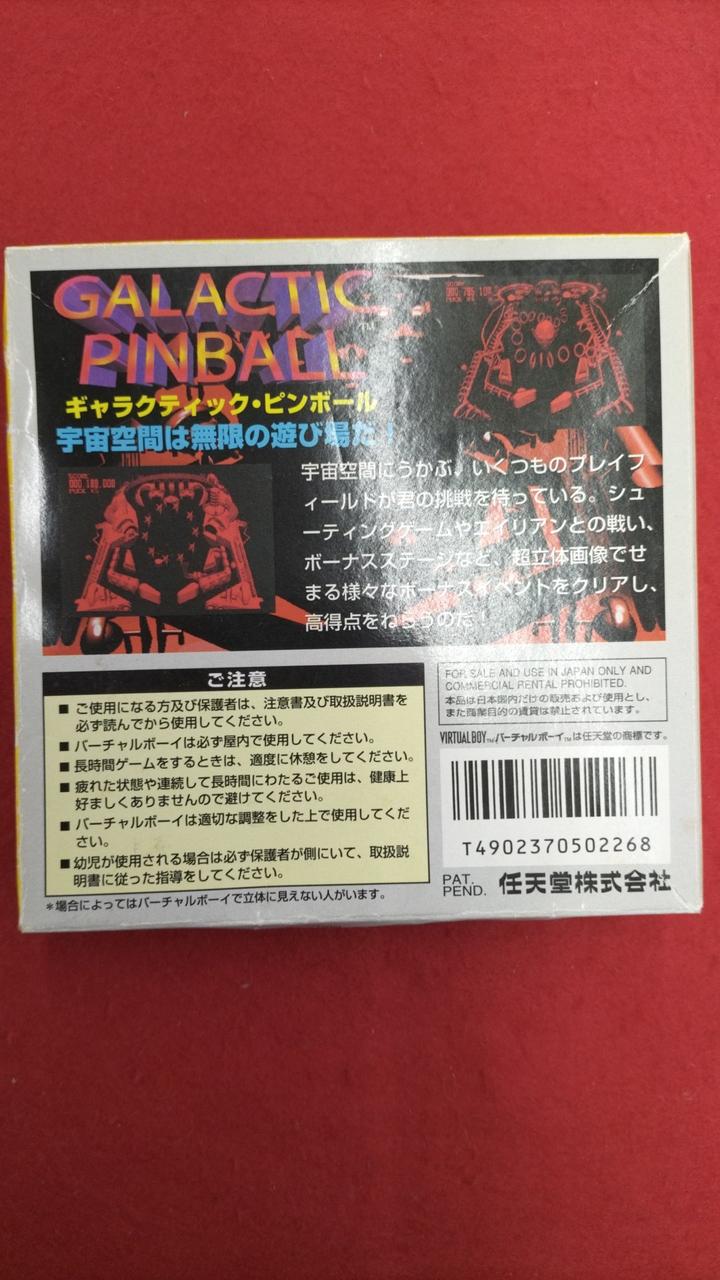 GALACTIC
PINBALL
TM
ギャラクティック・ピンボール
宇宙空間は無限の遊び場だ!
宇宙空間にうかぶ、いくつものプレイフ
ィールドが君の挑戦を待っている。シュ
ーティングゲームやエイリアンとの戦い、
ボーナスステージなど、超立体画像でせ
まる様々なボーナスイベントをクリアし、
高得点をねらうのだ
SCORE
000,180,000
PUCK
SCORE
PUCK
ご注意
■ ご使用になる方及び保護者は、注意書及び取扱説明書を
必ず読んでから使用してください。
■ バーチャルボーイは必ず屋内で使用してください。
■ 長時間ゲームをするときは、適度に休憩をしてください。
■ 疲れた状態や連続して長時間にわたるご使用は、健康上
好ましくありませんので避けてください。
■ バーチャルボーイは適切な調整をした上で使用してくだ
さい。
■ 幼児が使用される場合は必ず保護者が側にいて、取扱説
明書に従った指導をしてください。
*場合によってはバーチャルボーイで立体に見えない人がいます。
FOR SALE AND USE IN JAPAN ONLY AND
COMMERCIAL RENTAL PROHIBITED.
本品は日本国内だけの販売および使用とし、
また商業目的の賃貸は禁止されています。
VIRTUAL BOY™バーチャルボーイ™は任天堂の商標です。
T4902370502268
PAT.
PEND. 任天堂株式会社